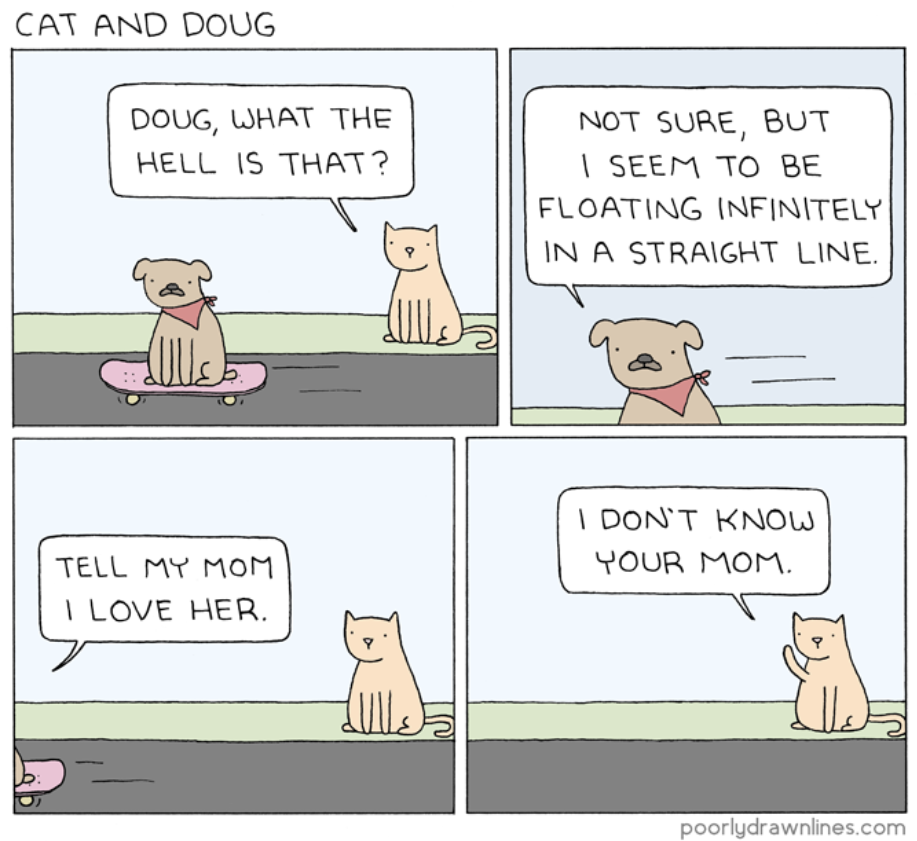 CAT AND DOUG
DOUG, WHAT THE
HELL IS THAT?
NOT SURE, BUT
I SEEM TO BE
FLOATING INFINITELY
IN A STRAIGHT LINE.
TELL MY MOM
I LOVE HER.
I DON'T KNOW
YOUR MOM.
poorlydrawnlines.com